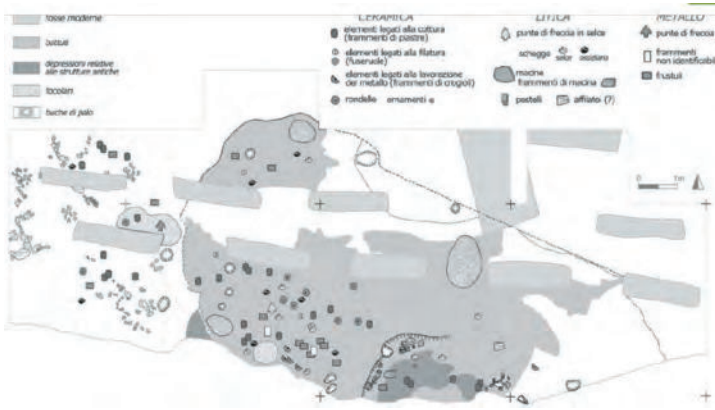 fosse moderne
battuti
depressioni relative
alle strutture antiche
focolari
buche di palo
CERAMICA
elementi legati alla cottura
(frammenti di piastre)
elementi legati alla filatura
(fuseruole)
elementi legati alla lavorazione
del metallo (frammenti di crogioli)
rondelle ornamenti
LITICA
punte di freccia in selce
schegge selce ossidiana
macine
frammenti di macina
pestelli affilatoi (?)
METALLO
punte di freccia
frammenti
non identificabili
frustuli
0 1m